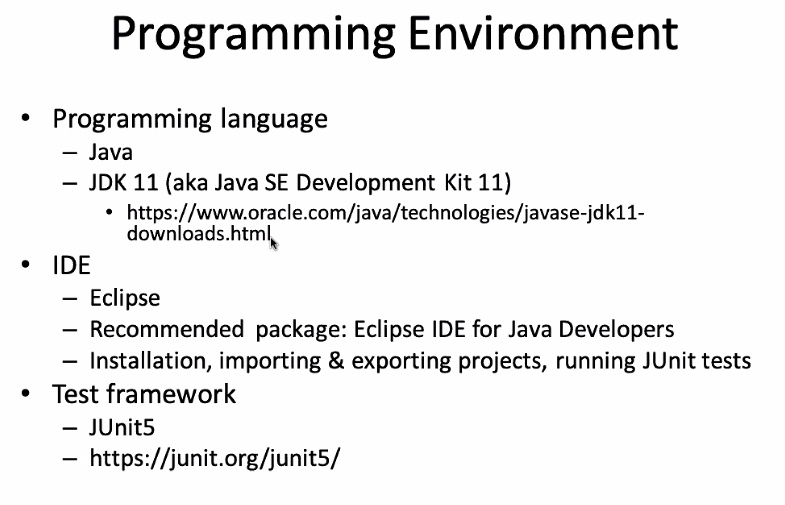 Programming Environment
• Programming language
– Java
– JDK 11 (aka Java SE Development Kit 11)
• https://www.oracle.com/java/technologies/javase-jdk11-
downloads.html
• IDE
– Eclipse
– Recommended package: Eclipse IDE for Java Developers
– Installation, importing & exporting projects, running JUnit tests
• Test framework
– JUnit5
– https://junit.org/junit5/